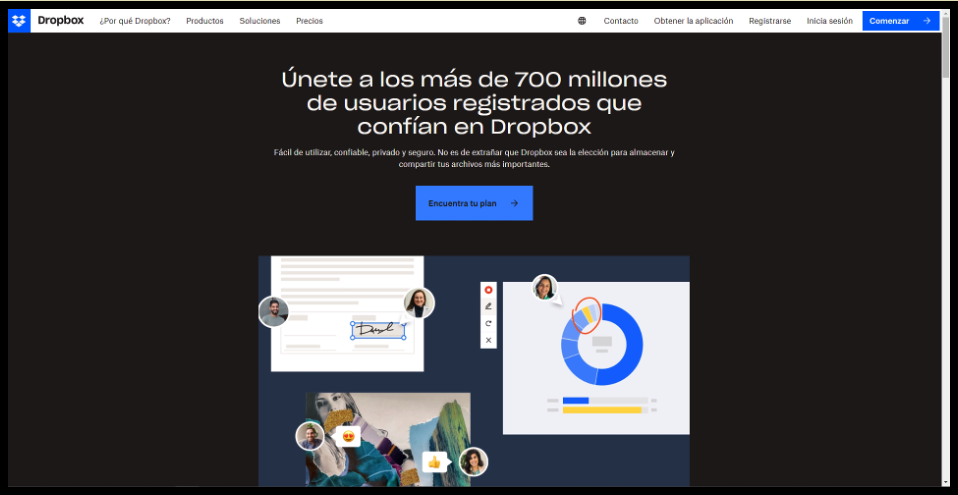 Dropbox ¿Por qué Dropbox? Productos Soluciones Precios Contacto Obtener la aplicación Registrarse Inicia sesión Comenzar →
Únete a los más de 700 millones
de usuarios registrados que
confían en Dropbox
Fácil de utilizar, confiable, privado y seguro. No es de extrañar que Dropbox sea la elección para almacenar y
compartir tus archivos más importantes.
Encuentra tu plan →